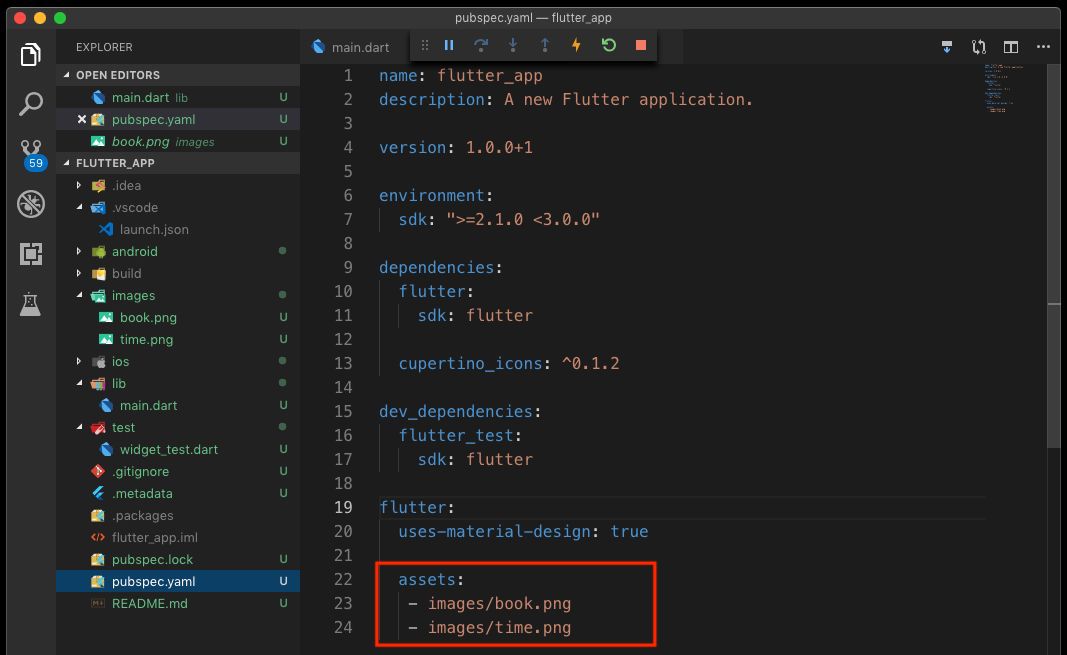 pubspec.yaml — flutter_app
EXPLORER
OPEN EDITORS
main.dart lib U
pubspec.yaml U
book.png images U
59
FLUTTER_APP
.idea
.vscode
launch.json
android
build
images
book.png U
time.png U
ios
lib
main.dart U
test
widget_test.dart U
.gitignore U
.metadata U
.packages
flutter_app.iml
pubspec.lock U
pubspec.yaml U
README.md U
main.dart
1 name: flutter_app
2 description: A new Flutter application.
3
4 version: 1.0.0+1
5
6 environment:
7 sdk: ">=2.1.0 <3.0.0"
8
9 dependencies:
10 flutter:
11 sdk: flutter
12
13 cupertino_icons: ^0.1.2
14
15 dev_dependencies:
16 flutter_test:
17 sdk: flutter
18
19 flutter:
20 uses-material-design: true
21
22 assets:
23 - images/book.png
24 - images/time.png